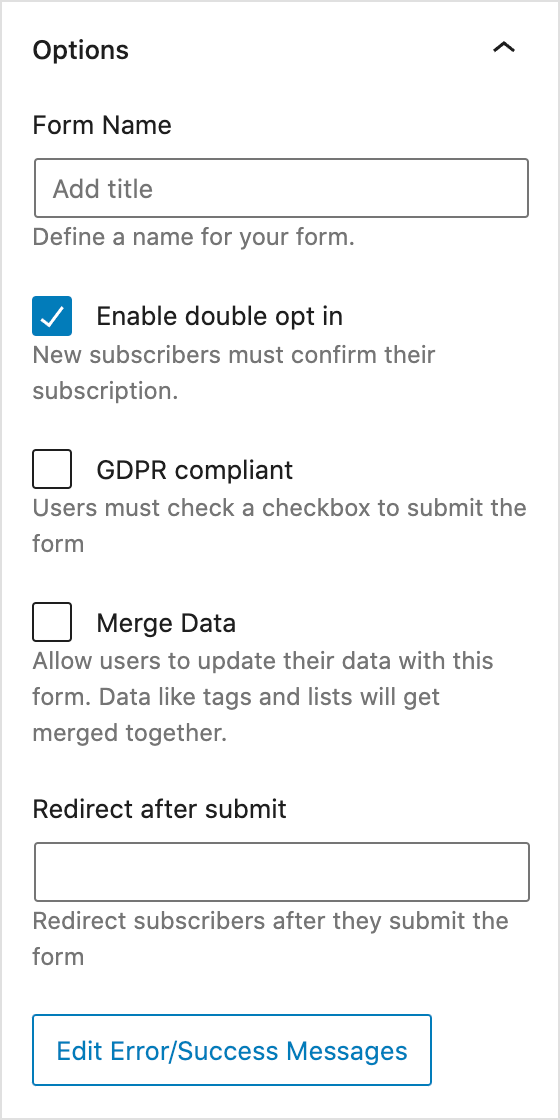 Options
Form Name
Add title
Define a name for your form.
Enable double opt in
New subscribers must confirm their
subscription.
GDPR compliant
Users must check a checkbox to submit the
form
Merge Data
Allow users to update their data with this
form. Data like tags and lists will get
merged together.
Redirect after submit
Redirect subscribers after they submit the
form
Edit Error/Success Messages